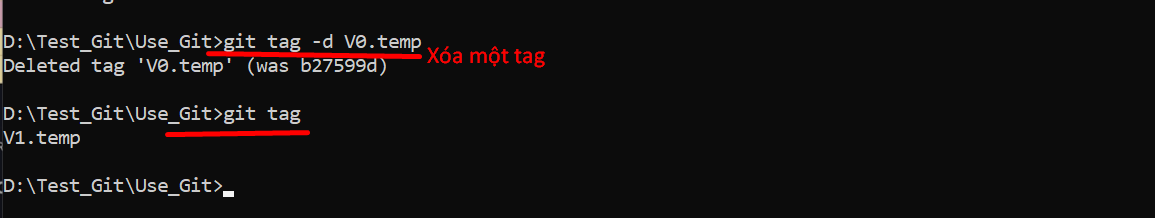 D:\Test_Git\Use_Git>git tag -d V0.temp
Xóa một tag
Deleted tag 'V0.temp' (was b27599d)
D:\Test_Git\Use_Git>git tag
V1.temp
D:\Test_Git\Use_Git>